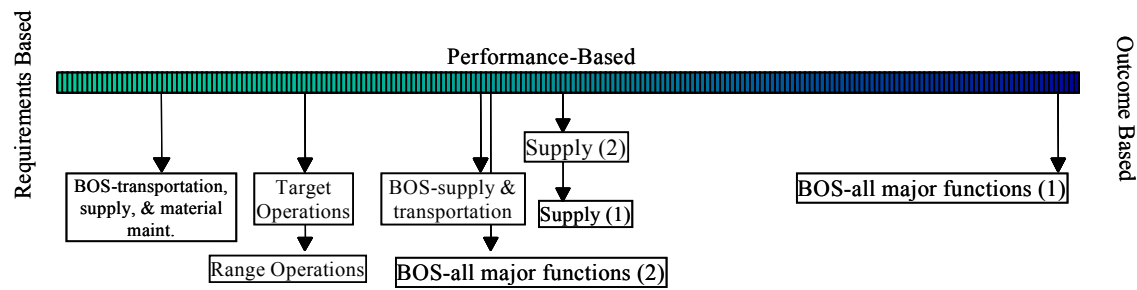 Requirements Based
Performance-Based
Outcome Based
Supply (2)
BOS-transportation,
supply, & material
maint.
Target
Operations
BOS-supply &
transportation
Supply (1)
BOS-all major functions (1)
Range Operations
BOS-all major functions (2)